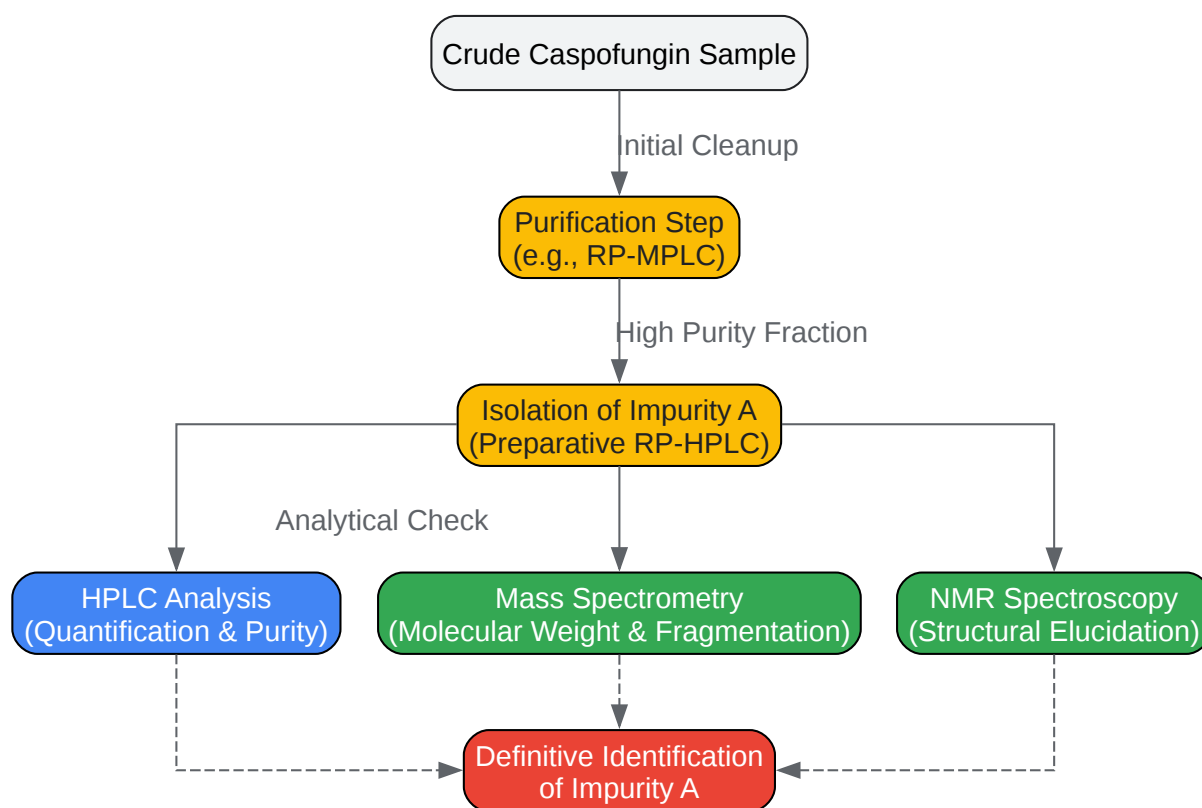 Crude Caspofungin Sample
Initial Cleanup
Purification Step
(e.g., RP-MPLC)
High Purity Fraction
Isolation of Impurity A
(Preparative RP-HPLC)
Analytical Check
HPLC Analysis
(Quantification & Purity)
Mass Spectrometry
(Molecular Weight & Fragmentation)
NMR Spectroscopy
(Structural Elucidation)
Definitive Identification
of Impurity A